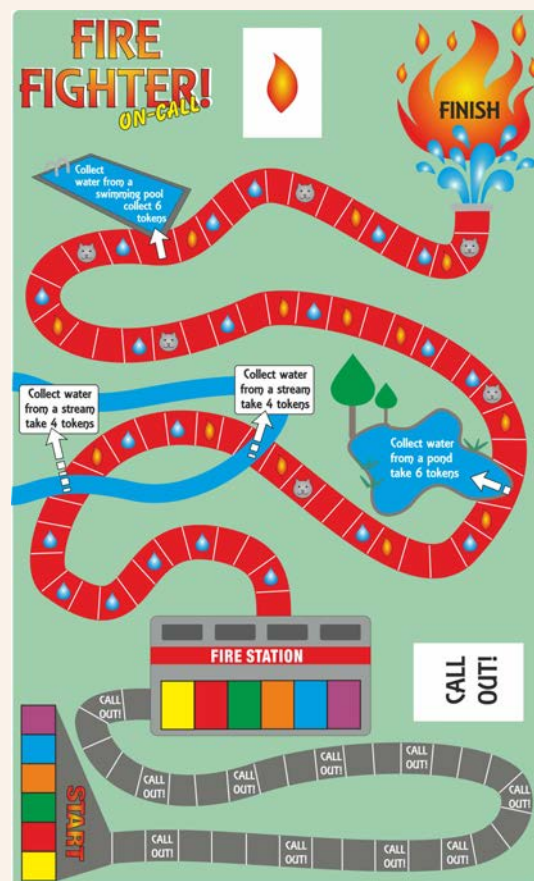 FIRE
FIGHTER!
ON-CALL
FINISH
Collect
water from a
swimming pool
collect 6
tokens
Collect water
from a stream
take 4 tokens
Collect water
from a stream
take 4 tokens
Collect water
from a pond
take 6 tokens
FIRE STATION
CALL
OUT!
CALL
OUT!
CALL
OUT!
CALL
OUT!
CALL
OUT!
CALL
OUT!
CALL
OUT!
START
CALL
OUT!
CALL
OUT!
CALL
OUT!
CALL
OUT!